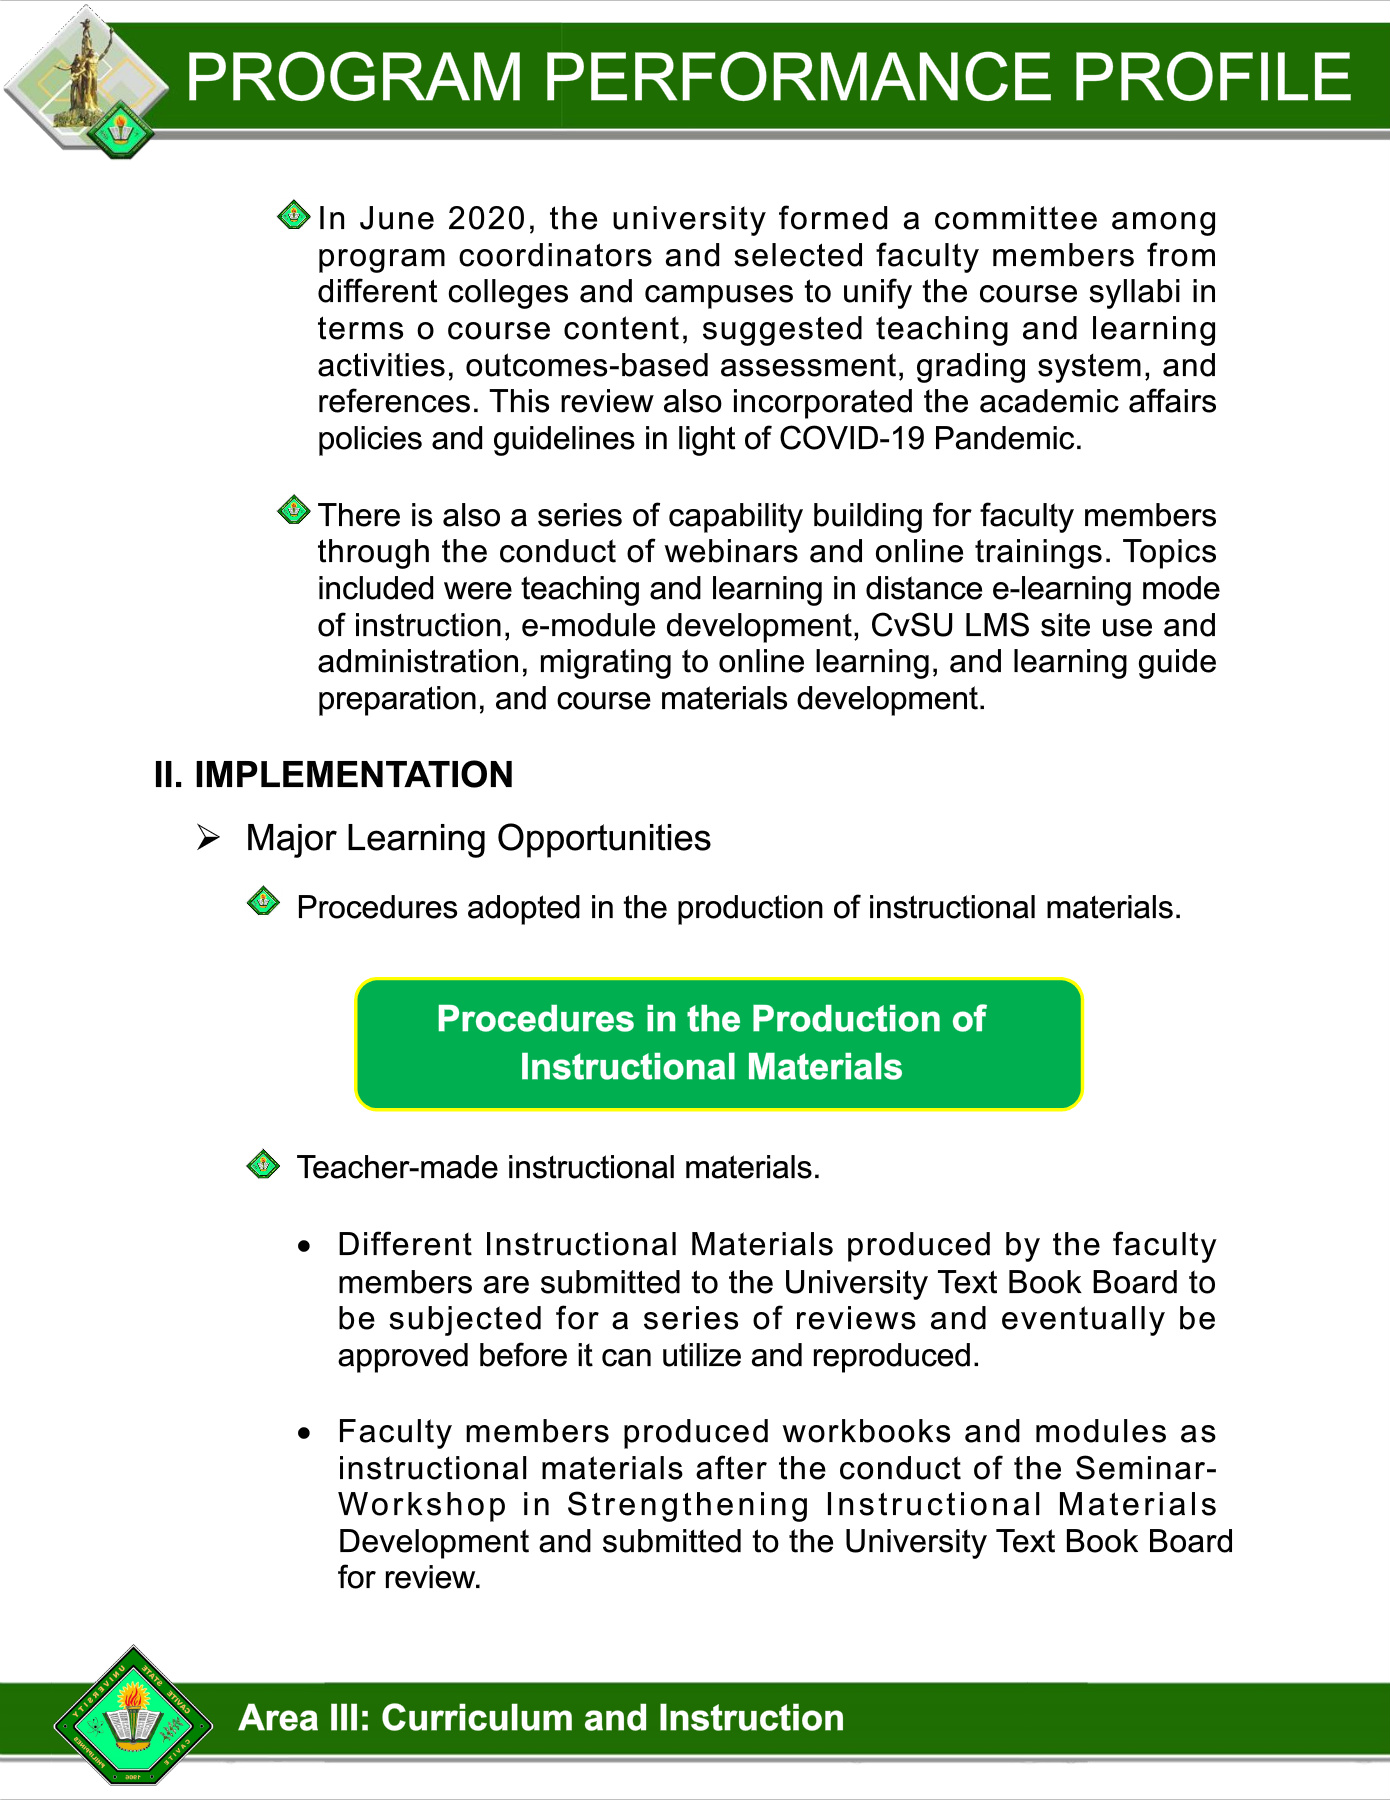 PROGRAM PERFORMANCE PROFILE
In June 2020, the university formed a committee among
program coordinators and selected faculty members from
different colleges and campuses to unify the course syllabi in
terms o course content, suggested teaching and learning
activities, outcomes-based assessment, grading system, and
references. This review also incorporated the academic affairs
policies and guidelines in light of COVID-19 Pandemic.
There is also a series of capability building for faculty members
through the conduct of webinars and online trainings. Topics
included were teaching and learning in distance e-learning mode
of instruction, e-module development, CvSU LMS site use and
administration, migrating to online learning, and learning guide
preparation, and course materials development.
II. IMPLEMENTATION
➢ Major Learning Opportunities
Procedures adopted in the production of instructional materials.
Procedures in the Production of
Instructional Materials
Teacher-made instructional materials.
• Different Instructional Materials produced by the faculty
members are submitted to the University Text Book Board to
be subjected for a series of reviews and eventually be
approved before it can utilize and reproduced.
• Faculty members produced workbooks and modules as
instructional materials after the conduct of the Seminar-
Workshop in Strengthening Instructional Materials
Development and submitted to the University Text Book Board
for review.
CAVITE STATE UNIVERSITY
CAVITE
PHILIPPINES
1906
Area III: Curriculum and Instruction